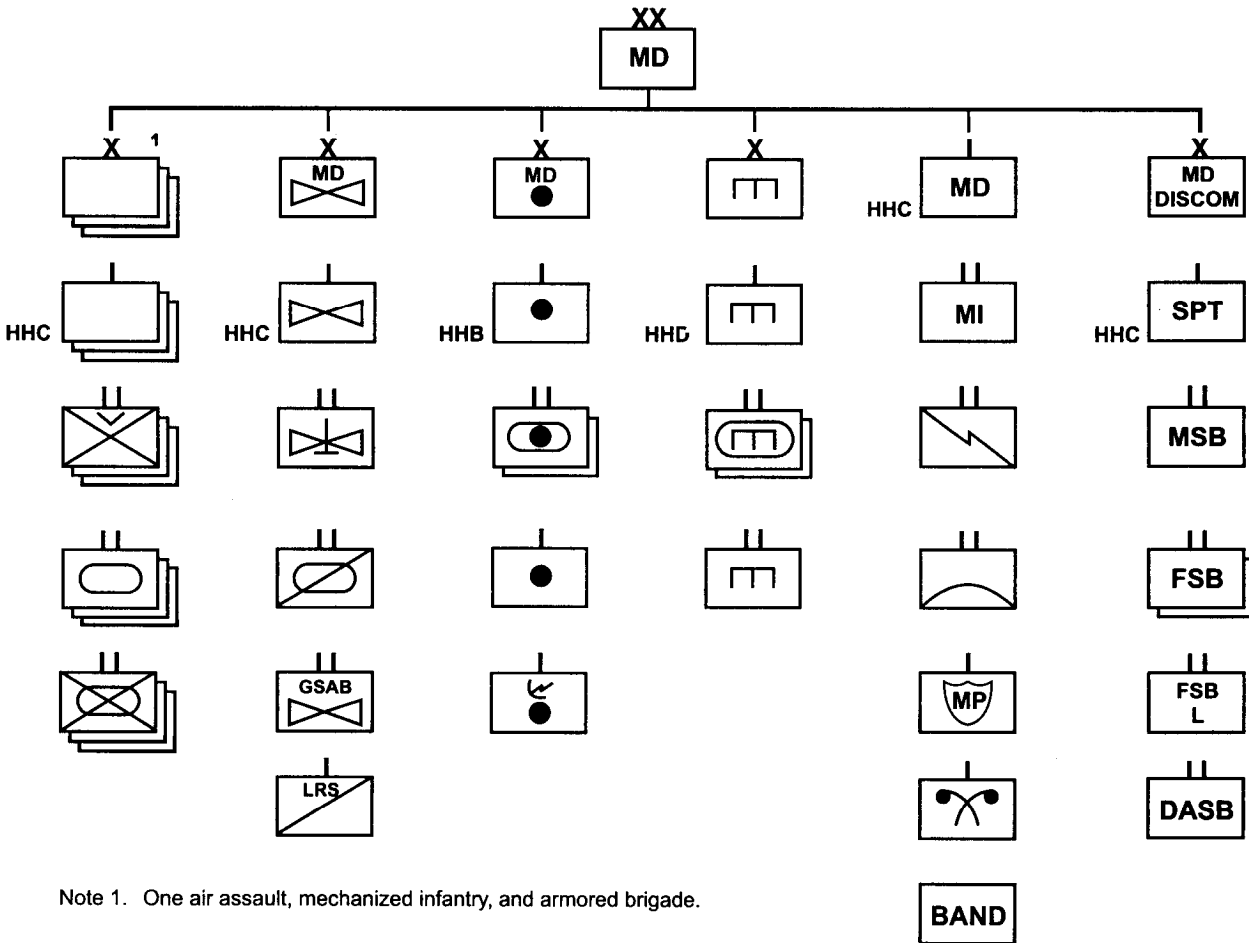 XX
MD
X 1
X
MD
X
MD
X
I
HHC MD
X
MD
DISCOM
HHC
HHC
HHB
HHD
MI
HHC SPT
MSB
FSB
GSAB
MP
FSB
L
LRS
DASB
Note 1. One air assault, mechanized infantry, and armored brigade.
BAND